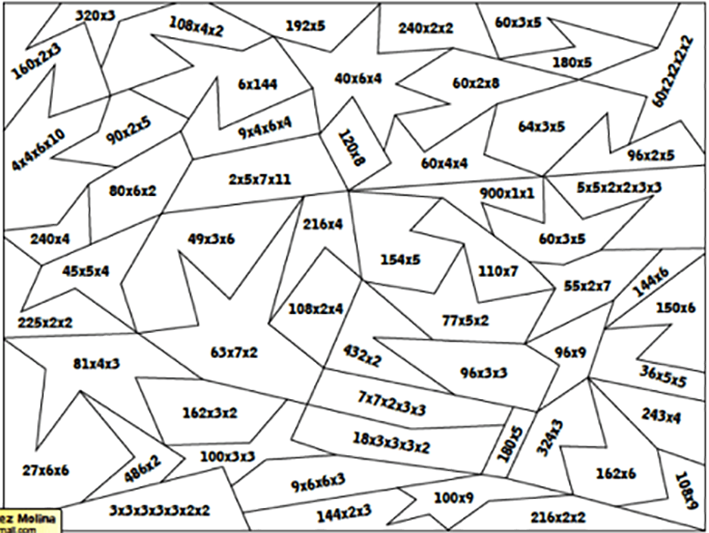 320x3
108x4x2
192x5
240x2x2
60x3x5
160x2x3
180x5
60x2x2x2x2
6x144
40x6x4
60x2x8
4x4x6x10
90x2x5
9x4x6x4
120x8
64x3x5
60x4x4
96x2x5
80x6x2
2x5x7x11
900x1x1
5x5x2x2x3x3
240x4
49x3x6
216x4
60x3x5
45x5x4
154x5
110x7
55x2x7
144x6
225x2x2
108x2x4
77x5x2
150x6
81x4x3
63x7x2
432x2
96x3x3
96x9
36x5x5
162x3x2
7x7x2x3x3
243x4
18x3x3x3x2
180x5
324x3
27x6x6
486x2
100x3x3
9x6x6x3
162x6
108x9
3x3x3x3x3x2x2
144x2x3
100x9
216x2x2
ez Molina
mail.com